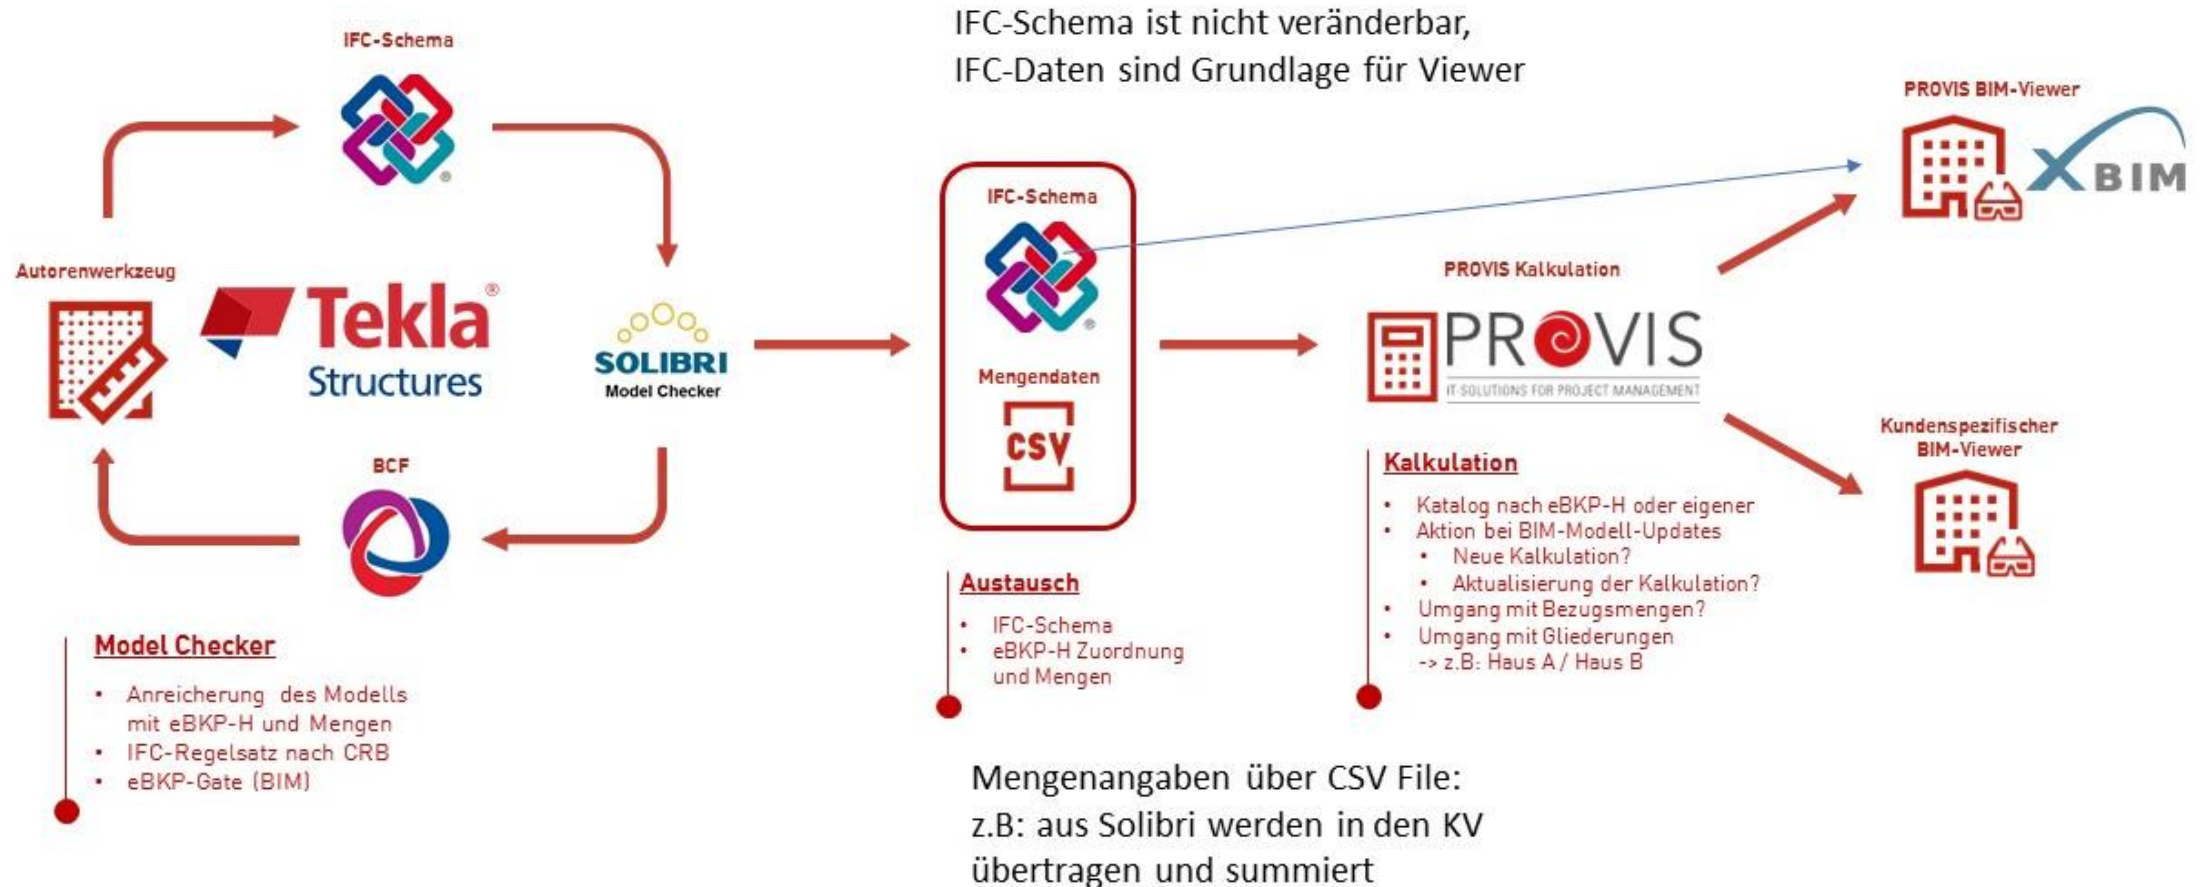 IFC-Schema ist nicht veränderbar,
IFC-Daten sind Grundlage für Viewer
IFC-Schema
®
Autorenwerkzeug
Tekla®
Structures
SOLIBRI
Model Checker
BCF
Model Checker
• Anreicherung des Modells
mit eBKP-H und Mengen
• IFC-Regelsatz nach CRB
• eBKP-Gate (BIM)
IFC-Schema
®
Mengendaten
CSV
Austausch
• IFC-Schema
• eBKP-H Zuordnung
und Mengen
Mengenangaben über CSV File:
z.B: aus Solibri werden in den KV
übertragen und summiert
PROVIS Kalkulation
PROVIS
IT SOLUTIONS FOR PROJECT MANAGEMENT
Kalkulation
• Katalog nach eBKP-H oder eigener
• Aktion bei BIM-Modell-Updates
• Neue Kalkulation?
• Aktualisierung der Kalkulation?
• Umgang mit Bezugsmengen?
• Umgang mit Gliederungen
-> z.B: Haus A / Haus B
PROVIS BIM-Viewer
XBIM
Kundenspezifischer
BIM-Viewer